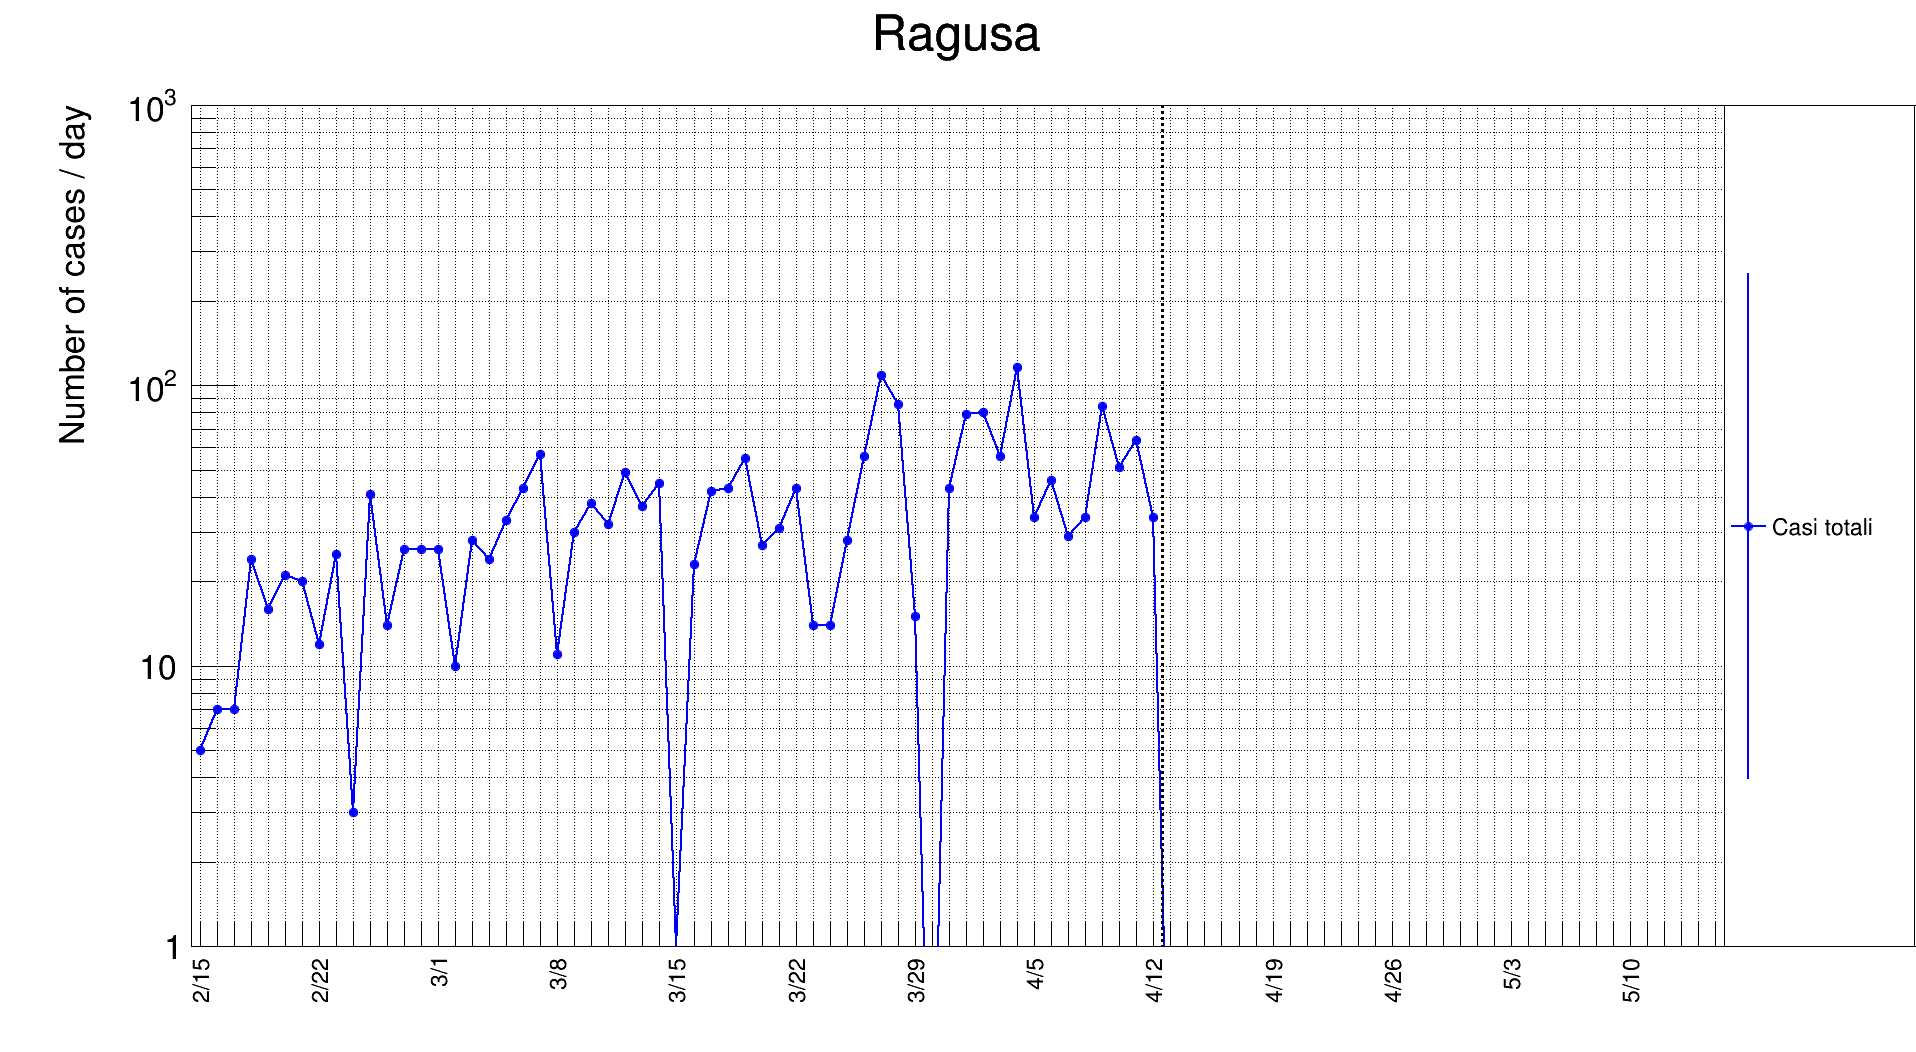 Ragusa
Number of cases / day
10³
10²
10
1
2/15 2/22 3/1 3/8 3/15 3/22 3/29 4/5 4/12 4/19 4/26 5/3 5/10
Casi totali